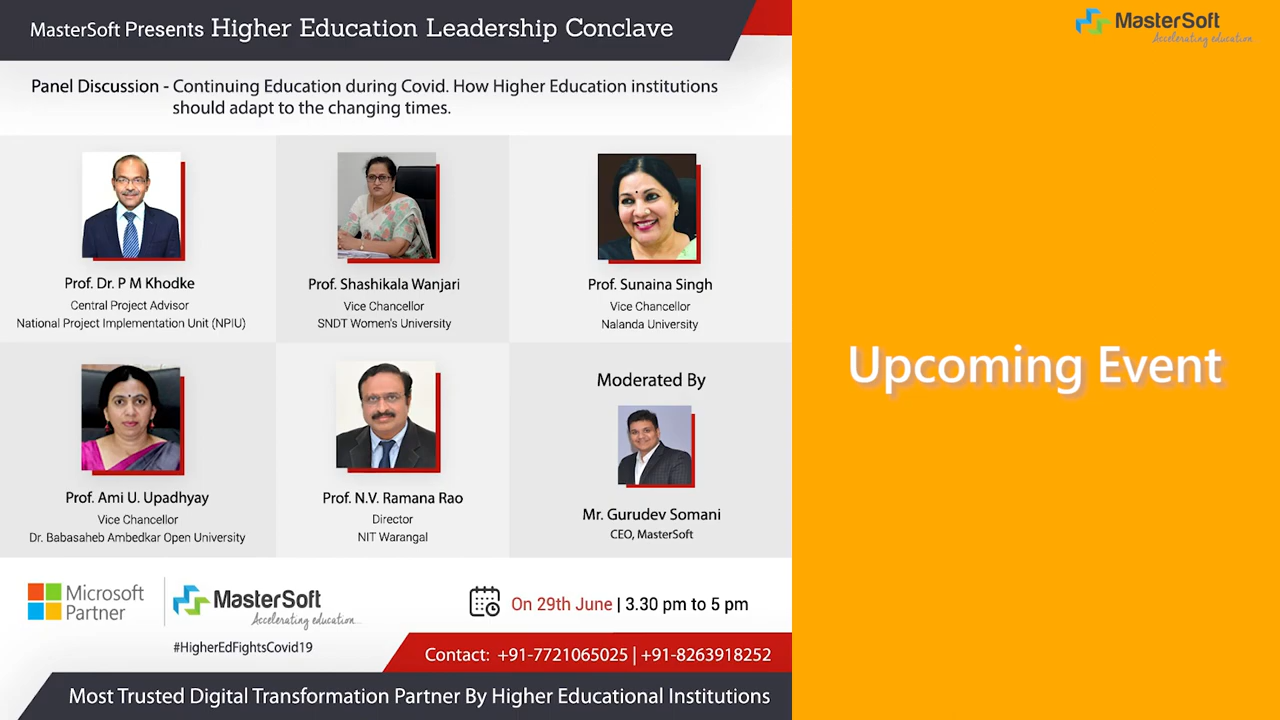 MasterSoft Presents Higher Education Leadership Conclave
Panel Discussion - Continuing Education during Covid. How Higher Education institutions
should adapt to the changing times.
Prof. Dr. P M Khodke
Central Project Advisor
National Project Implementation Unit (NPIU)
Prof. Shashikala Wanjari
Vice Chancellor
SNDT Women's University
Prof. Sunaina Singh
Vice Chancellor
Nalanda University
Prof. Ami U. Upadhyay
Vice Chancellor
Dr. Babasaheb Ambedkar Open University
Prof. N.V. Ramana Rao
Director
NIT Warangal
Moderated By
Mr. Gurudev Somani
CEO, MasterSoft
Microsoft
Partner
MasterSoft
Accelerating education...
#HigherEdFightsCovid19
On 29th June | 3.30 pm to 5 pm
Contact: +91-7721065025 | +91-8263918252
Most Trusted Digital Transformation Partner By Higher Educational Institutions
MasterSoft
Accelerating education
Upcoming Event